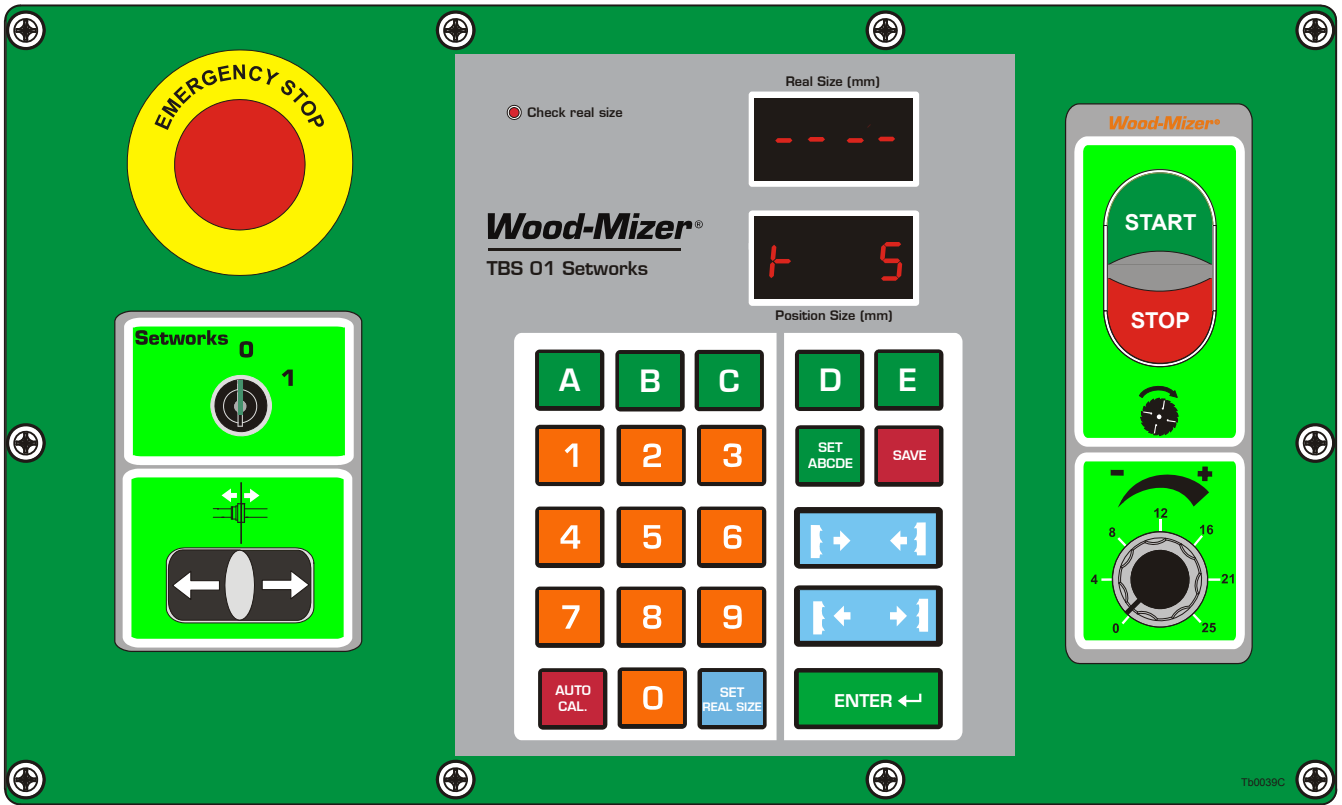 EMERGENCY STOP
Check real size
Real Size (mm)
- - - -
Wood-Mizer®
TBS 01 Setworks
⊦ 5
Position Size (mm)
Setworks
0
1
A B C D E
1 2 3
SET
ABCDE
SAVE
4 5 6
7 8 9
AUTO
CAL.
0
SET
REAL SIZE
ENTER
Wood-Mizer®
START
STOP
- +
0 4 8 12 16 21 25
Tb0039C